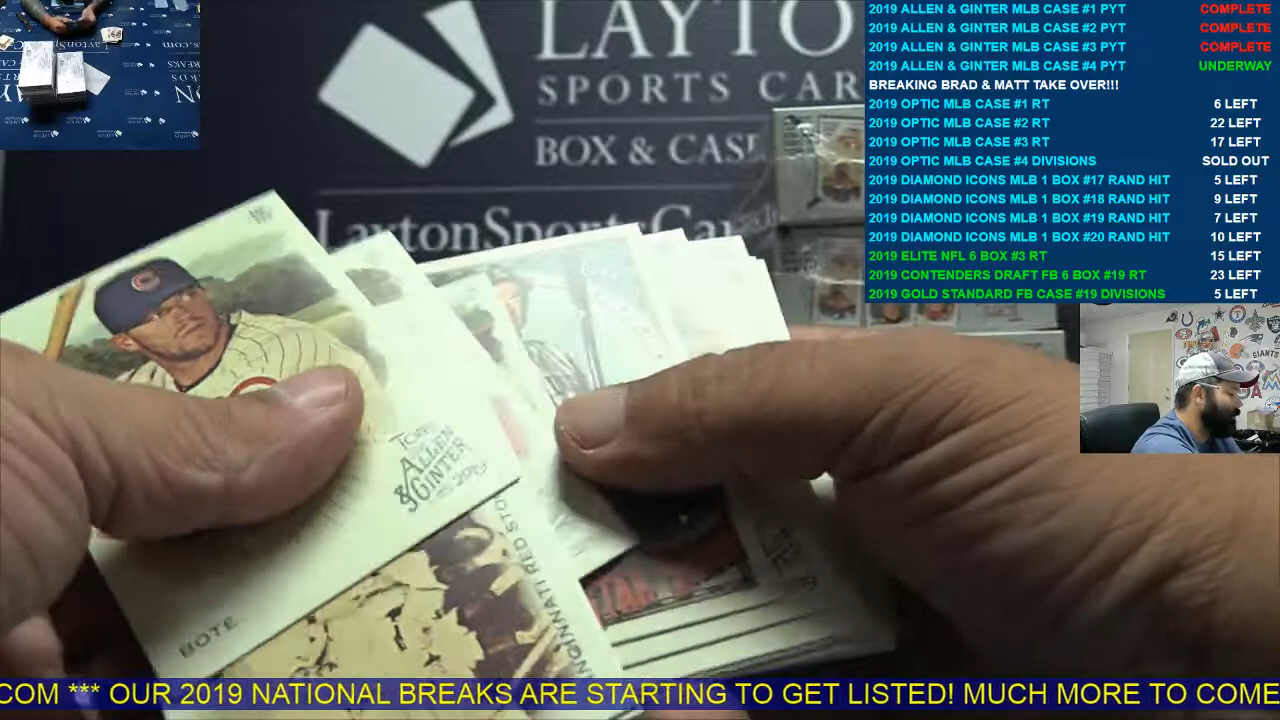 LAYTO
SPORTS CAR
BOX & CASE
LaytonSportsCar
2019 ALLEN & GINTER MLB CASE #1 PYT COMPLETE
2019 ALLEN & GINTER MLB CASE #2 PYT COMPLETE
2019 ALLEN & GINTER MLB CASE #3 PYT COMPLETE
2019 ALLEN & GINTER MLB CASE #4 PYT UNDERWAY
BREAKING BRAD & MATT TAKE OVER!!!
2019 OPTIC MLB CASE #1 RT 6 LEFT
2019 OPTIC MLB CASE #2 RT 22 LEFT
2019 OPTIC MLB CASE #3 RT 17 LEFT
2019 OPTIC MLB CASE #4 DIVISIONS SOLD OUT
2019 DIAMOND ICONS MLB 1 BOX #17 RAND HIT 5 LEFT
2019 DIAMOND ICONS MLB 1 BOX #18 RAND HIT 9 LEFT
2019 DIAMOND ICONS MLB 1 BOX #19 RAND HIT 7 LEFT
2019 DIAMOND ICONS MLB 1 BOX #20 RAND HIT 10 LEFT
2019 ELITE NFL 6 BOX #3 RT 15 LEFT
2019 CONTENDERS DRAFT FB 6 BOX #19 RT 23 LEFT
2019 GOLD STANDARD FB CASE #19 DIVISIONS 5 LEFT
TOPPS
ALLEN
& GINTER
2019
BOTE
CINCINNATI RED STO
.COM *** OUR 2019 NATIONAL BREAKS ARE STARTING TO GET LISTED! MUCH MORE TO COME